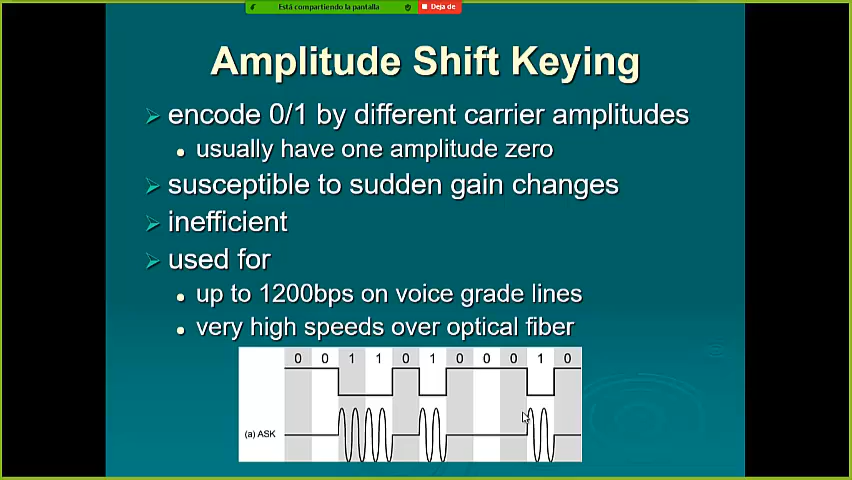 Está compartiendo la pantalla
Deja de
Amplitude Shift Keying
encode 0/1 by different carrier amplitudes
usually have one amplitude zero
susceptible to sudden gain changes
inefficient
used for
up to 1200bps on voice grade lines
very high speeds over optical fiber
0 0 1 1 0 1 0 0 0 1 0
(a) ASK